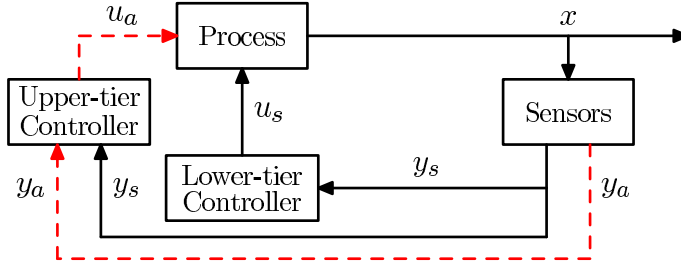 u_a
Process
x
Upper-tier
Controller
Sensors
u_s
y_a
y_s
Lower-tier
Controller
y_s
y_a